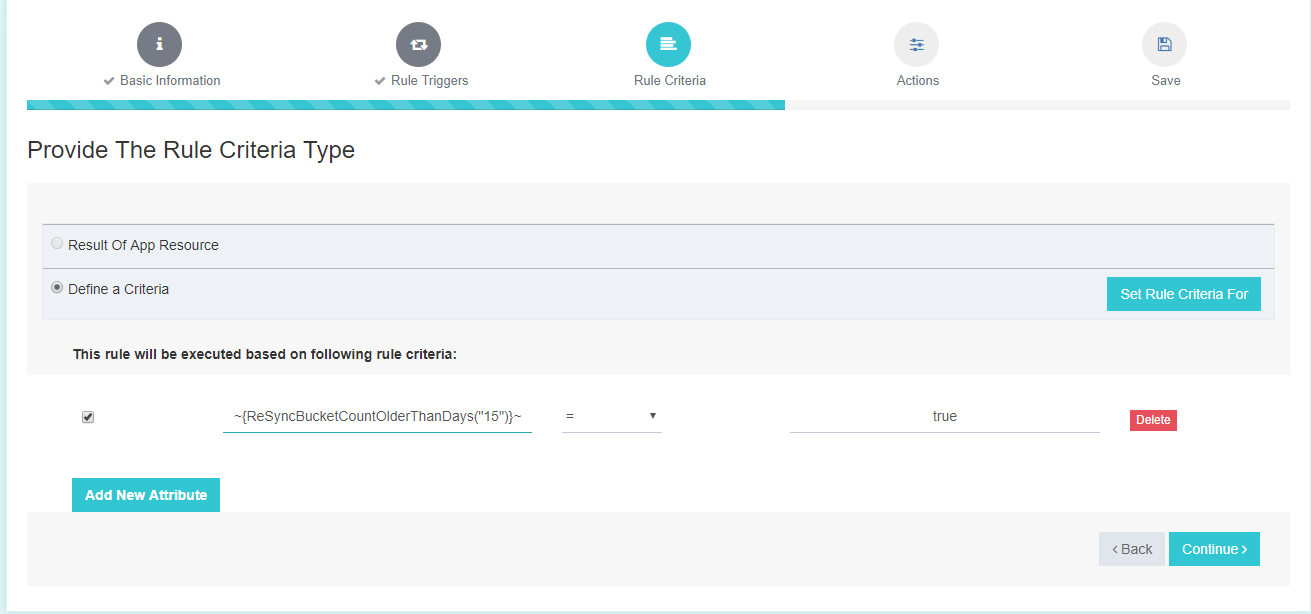 Basic Information
Rule Triggers
Rule Criteria
Actions
Save
Provide The Rule Criteria Type
Result Of App Resource
Define a Criteria
Set Rule Criteria For
This rule will be executed based on following rule criteria:
~{ReSyncBucketCountOlderThanDays("15")}~ = true Delete
Add New Attribute
‹ Back Continue ›